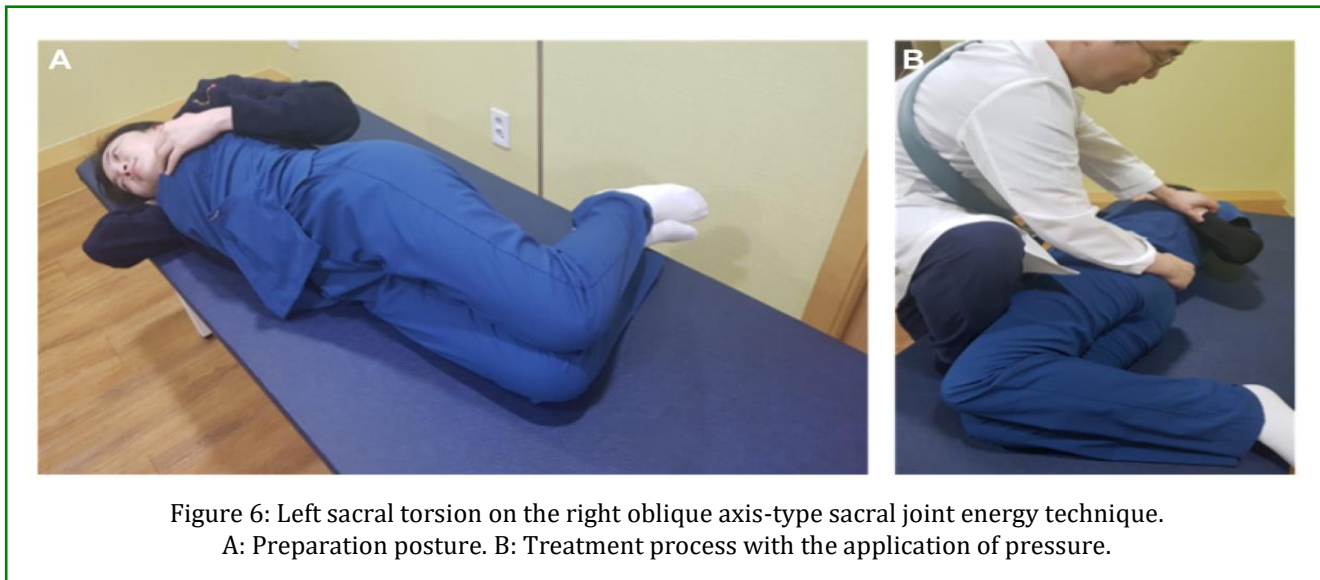 A
B
Figure 6: Left sacral torsion on the right oblique axis-type sacral joint energy technique.
A: Preparation posture. B: Treatment process with the application of pressure.